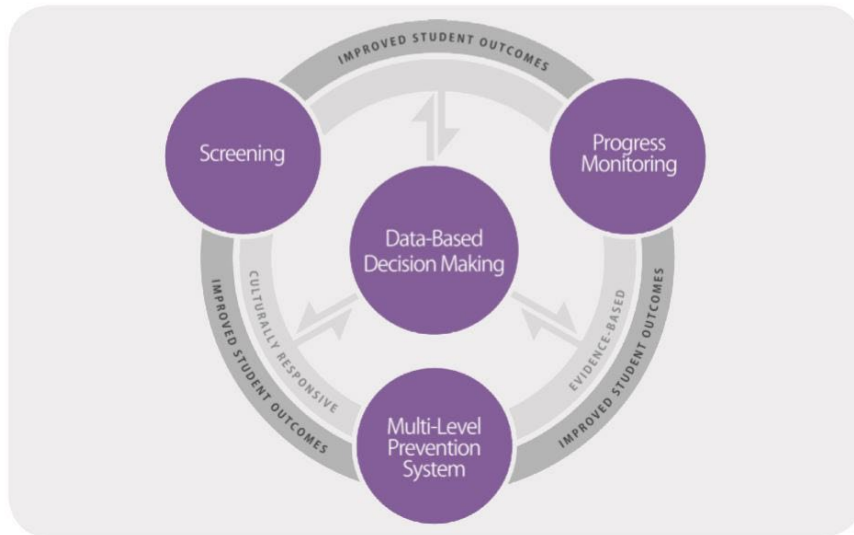 IMPROVED STUDENT OUTCOMES
Screening
Progress
Monitoring
Data-Based
Decision Making
CULTURALLY RESPONSIVE
IMPROVED STUDENT OUTCOMES
EVIDENCE-BASED
IMPROVED STUDENT OUTCOMES
Multi-Level
Prevention
System